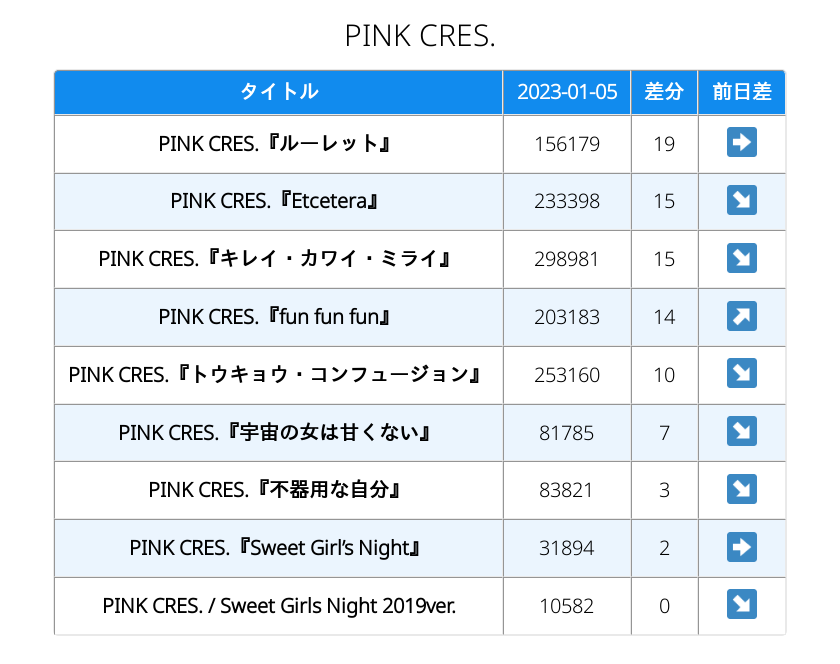 PINK CRES.
タイトル 2023-01-05 差分 前日差
PINK CRES.『ルーレット』 156179 19 ➡
PINK CRES.『Etcetera』 233398 15 ↘
PINK CRES.『キレイ・カワイ・ミライ』 298981 15 ↘
PINK CRES.『fun fun fun』 203183 14 ↗
PINK CRES.『トウキョウ・コンフュージョン』 253160 10 ↘
PINK CRES.『宇宙の女は甘くない』 81785 7 ↘
PINK CRES.『不器用な自分』 83821 3 ↘
PINK CRES.『Sweet Girl’s Night』 31894 2 ➡
PINK CRES. / Sweet Girls Night 2019ver. 10582 0 ↘